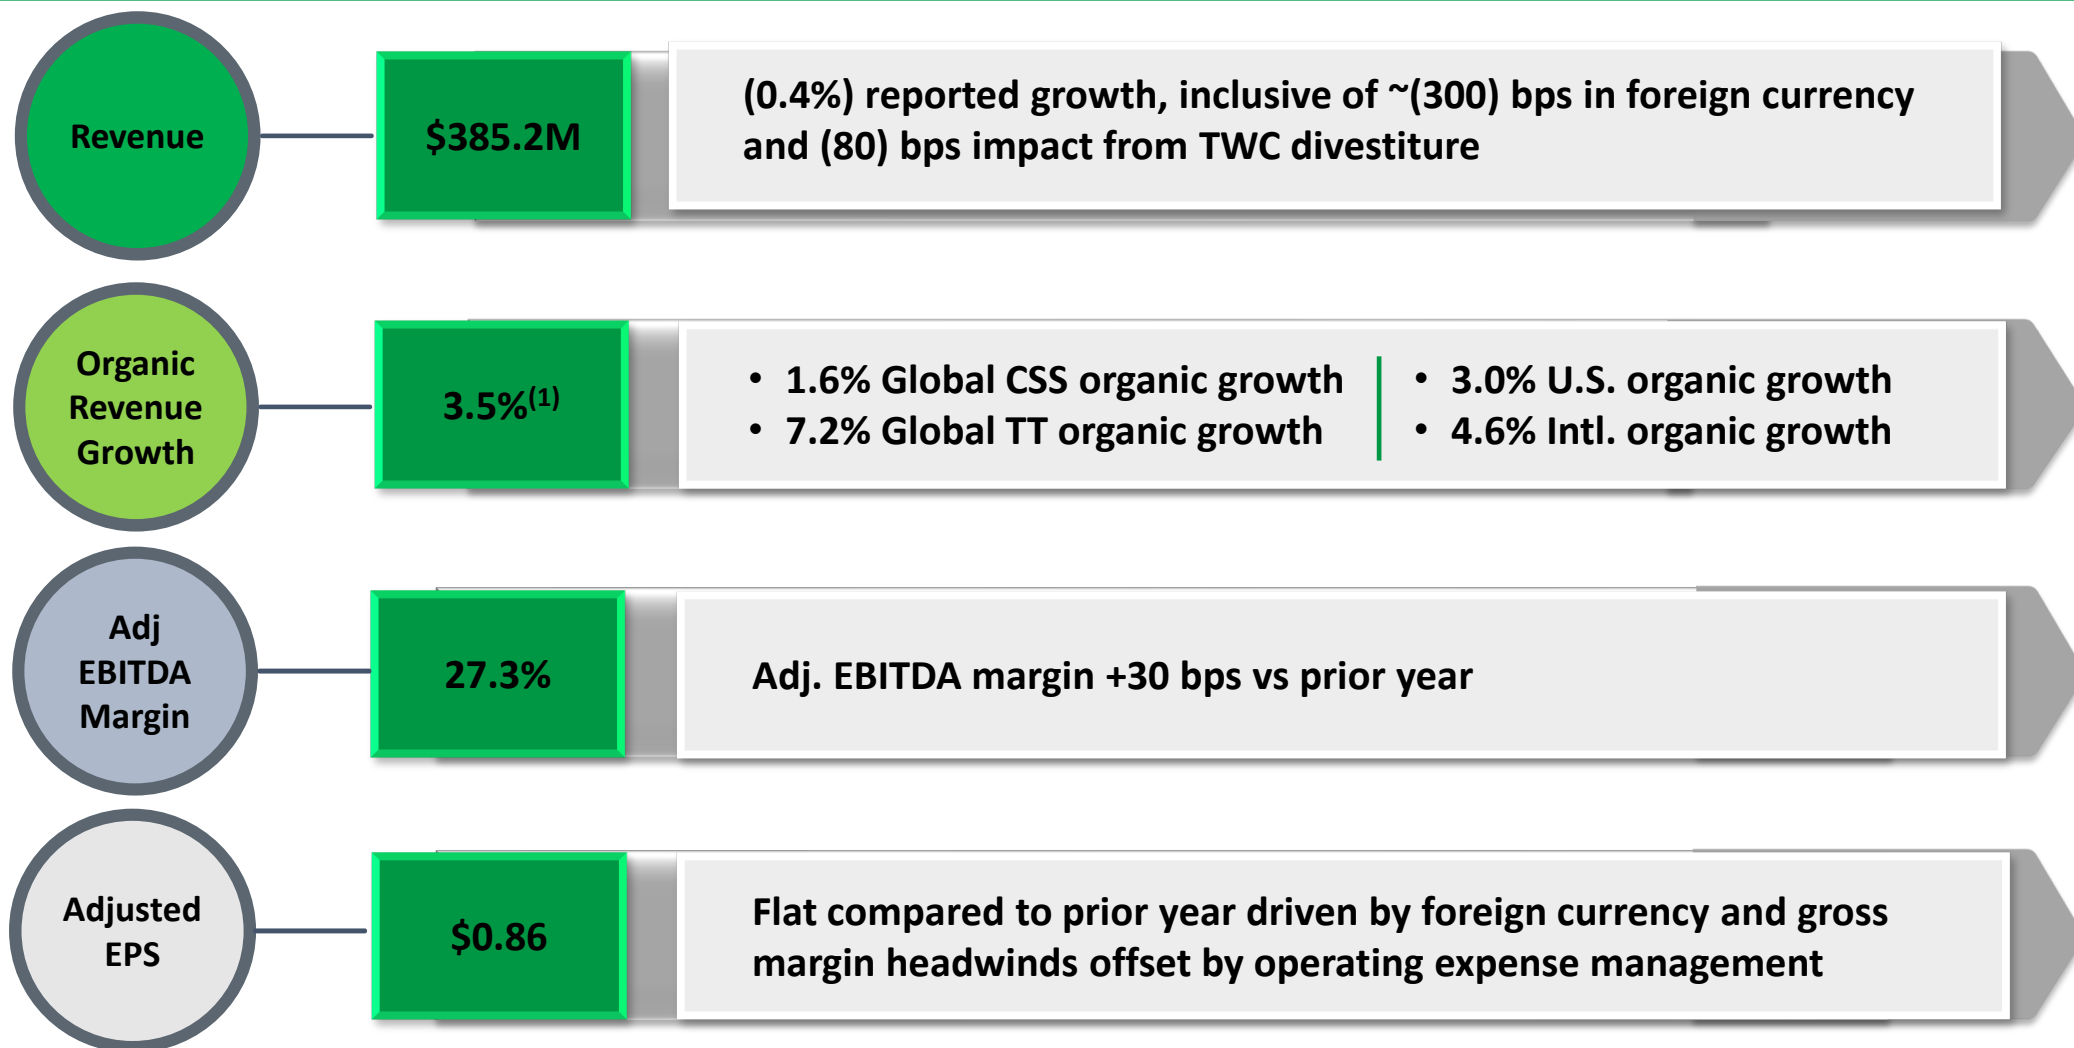 Revenue
$385.2M
(0.4%) reported growth, inclusive of ~(300) bps in foreign currency
and (80) bps impact from TWC divestiture
Organic
Revenue
Growth
3.5%(1)
• 1.6% Global CSS organic growth
• 7.2% Global TT organic growth
• 3.0% U.S. organic growth
• 4.6% Intl. organic growth
Adj
EBITDA
Margin
27.3%
Adj. EBITDA margin +30 bps vs prior year
Adjusted
EPS
$0.86
Flat compared to prior year driven by foreign currency and gross
margin headwinds offset by operating expense management